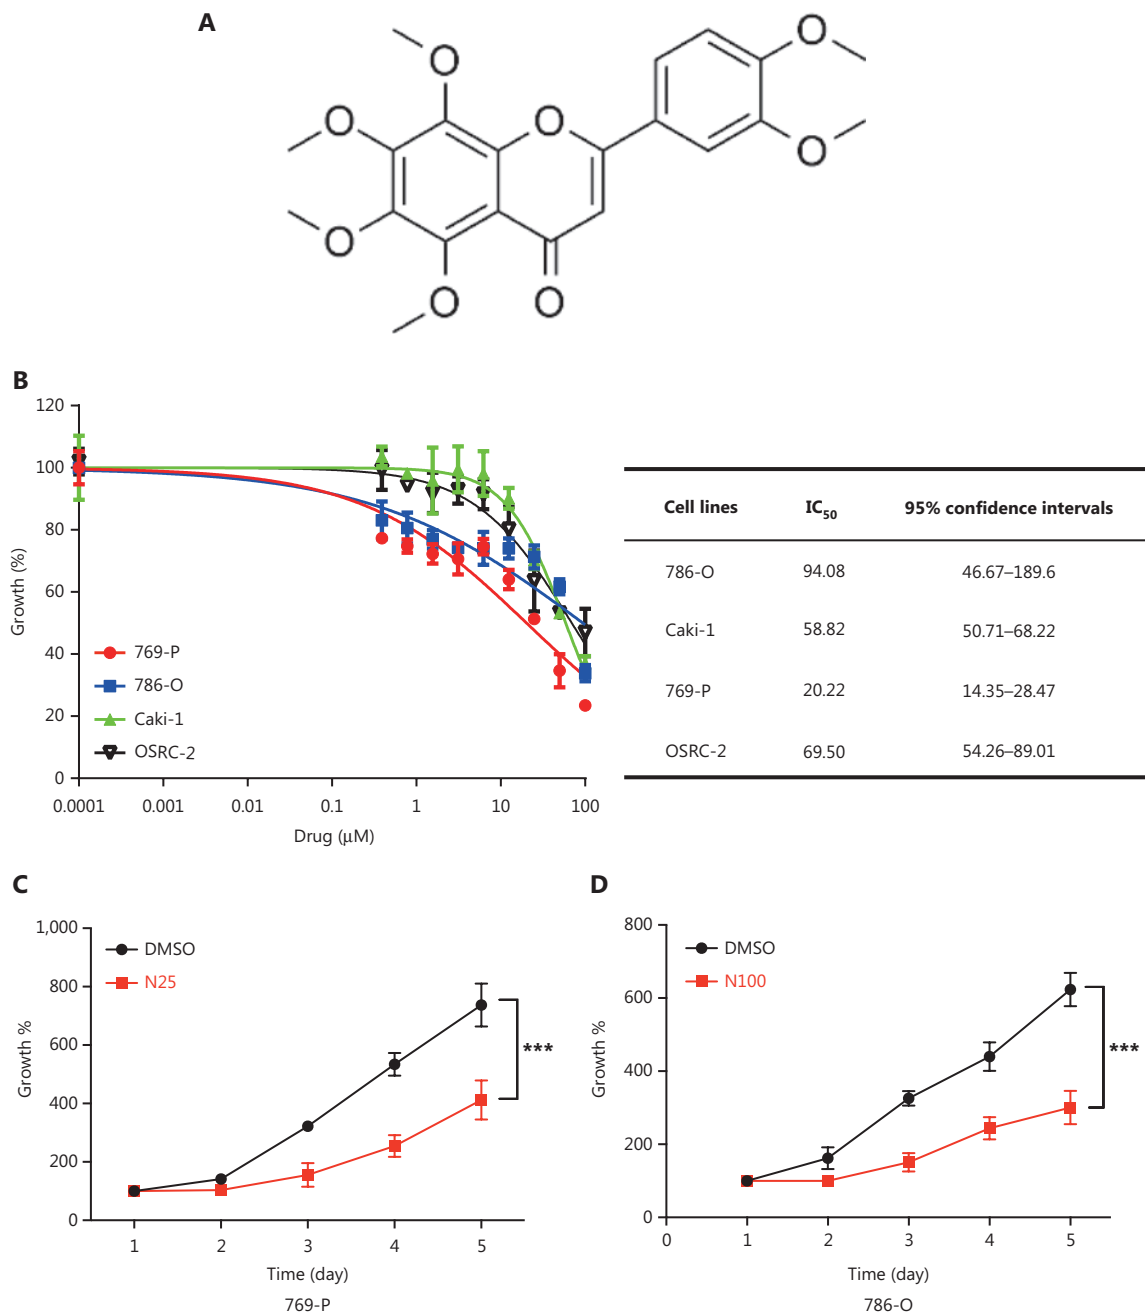 A
O
O
O
O
O
O
O
O
B
120
100
80
60
40
20
0
Growth (%)
769-P
786-O
Caki-1
OSRC-2
0.0001 0.001 0.01 0.1 1 10 100
Drug (μM)
Cell lines IC50 95% confidence intervals
786-O 94.08 46.67–189.6
Caki-1 58.82 50.71–68.22
769-P 20.22 14.35–28.47
OSRC-2 69.50 54.26–89.01
C
1,000
800
600
400
200
0
Growth %
DMSO
N25
***
1 2 3 4 5
Time (day)
769-P
D
800
600
400
200
0
Growth %
DMSO
N100
***
0 1 2 3 4 5
Time (day)
786-O